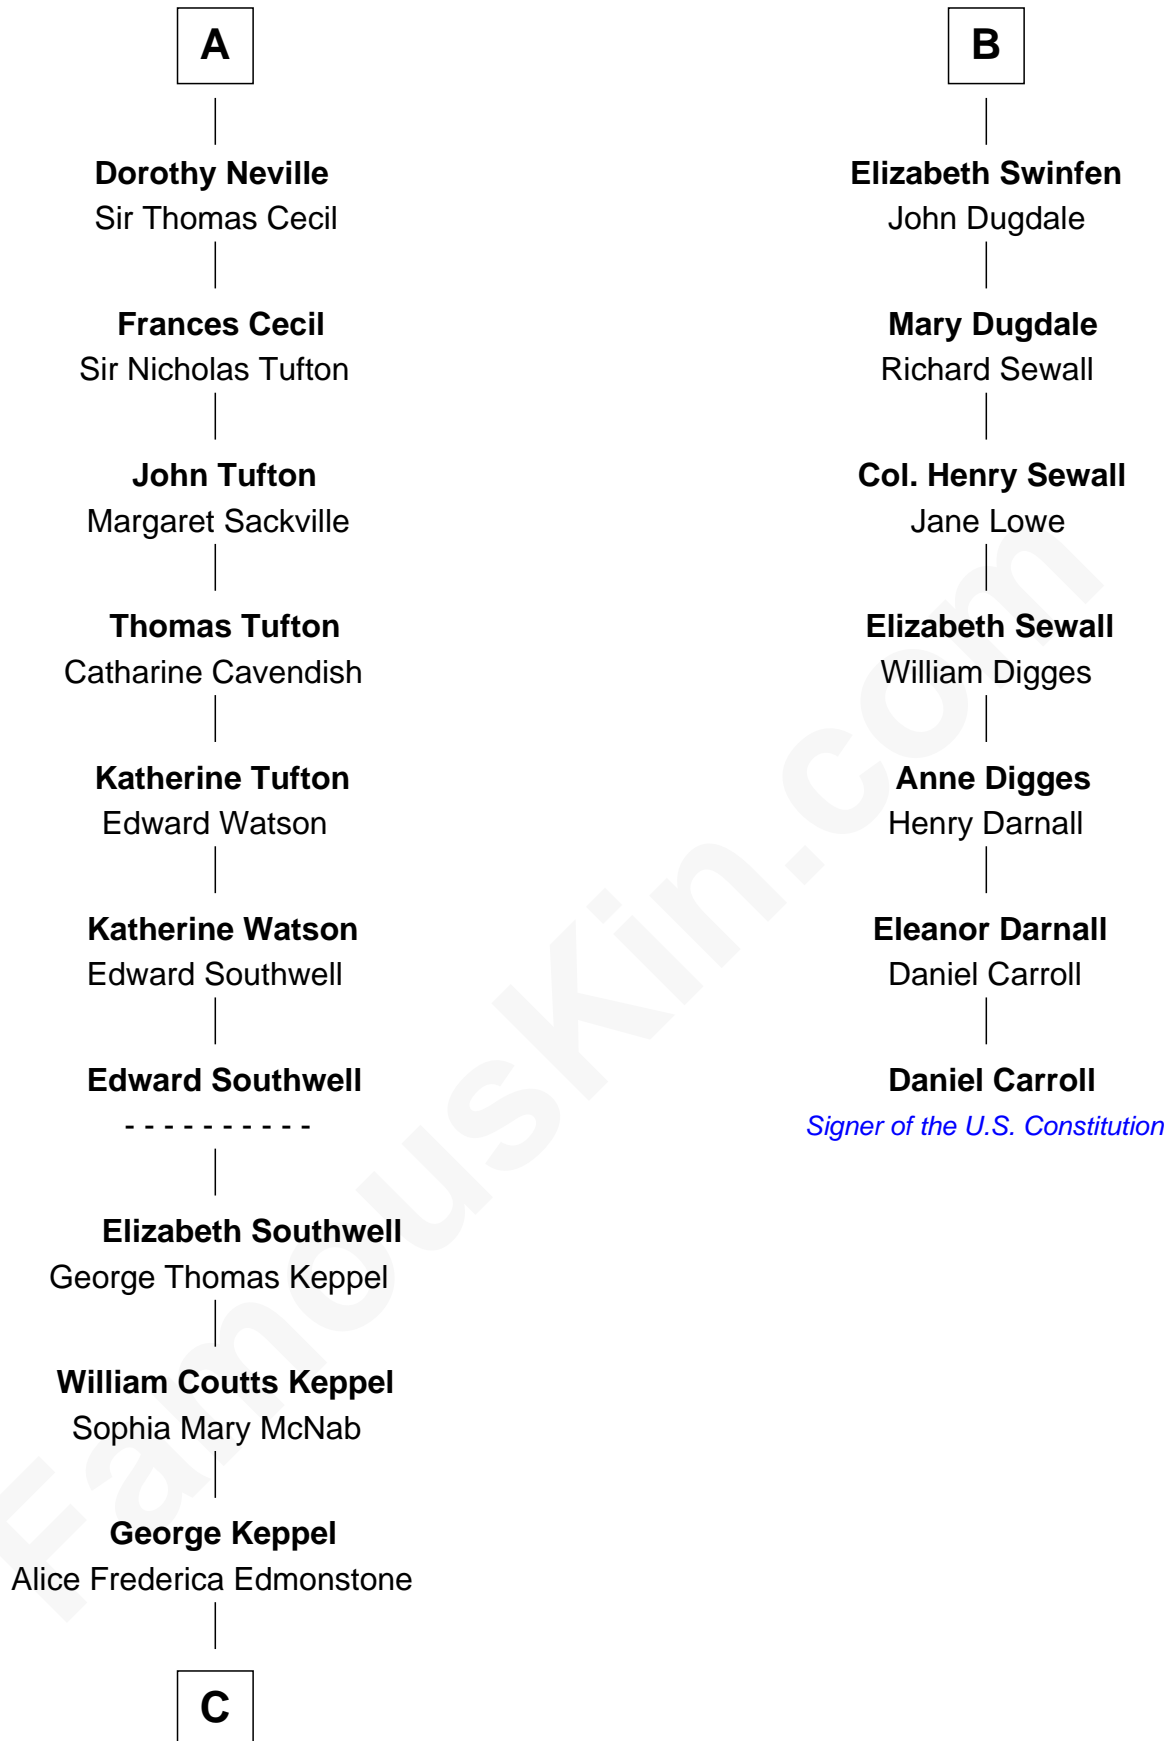 A
Dorothy Neville
Sir Thomas Cecil
Frances Cecil
Sir Nicholas Tufton
John Tufton
Margaret Sackville
Thomas Tufton
Catharine Cavendish
Katherine Tufton
Edward Watson
Katherine Watson
Edward Southwell
Edward Southwell
- - - - - - - - - -
Elizabeth Southwell
George Thomas Keppel
William Coutts Keppel
Sophia Mary McNab
George Keppel
Alice Frederica Edmonstone
C
B
Elizabeth Swinfen
John Dugdale
Mary Dugdale
Richard Sewall
Col. Henry Sewall
Jane Lowe
Elizabeth Sewall
William Digges
Anne Digges
Henry Darnall
Eleanor Darnall
Daniel Carroll
Daniel Carroll
Signer of the U.S. Constitution
FamousKin.com